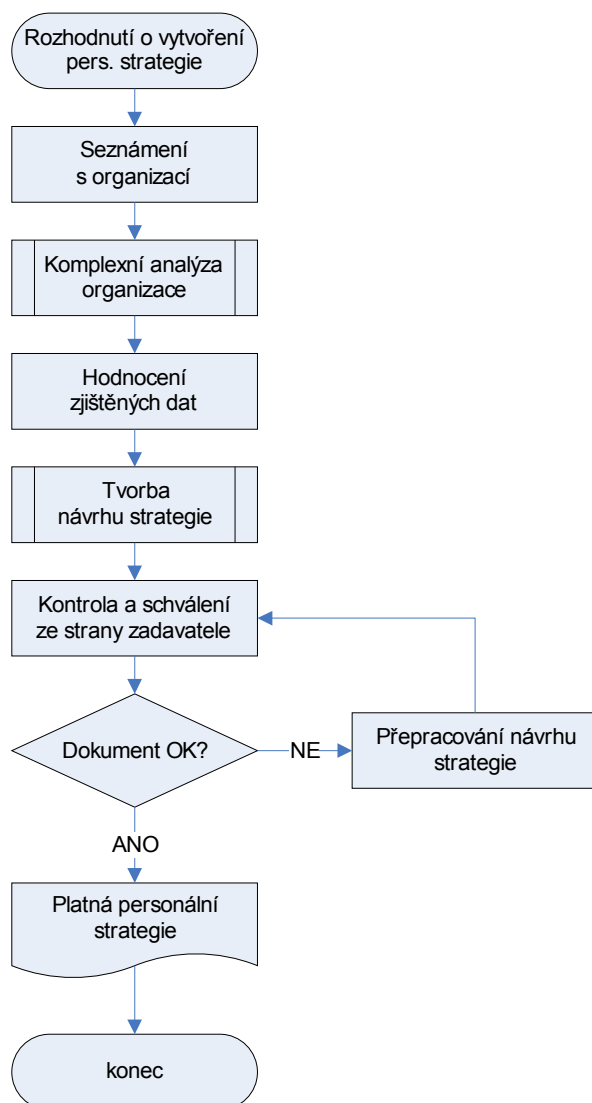 Rozhodnutí o vytvoření
pers. strategie
Seznámení
s organizací
Komplexní analýza
organizace
Hodnocení
zjištěných dat
Tvorba
návrhu strategie
Kontrola a schválení
ze strany zadavatele
Dokument OK?
NE
Přepracování návrhu
strategie
ANO
Platná personální
strategie
konec